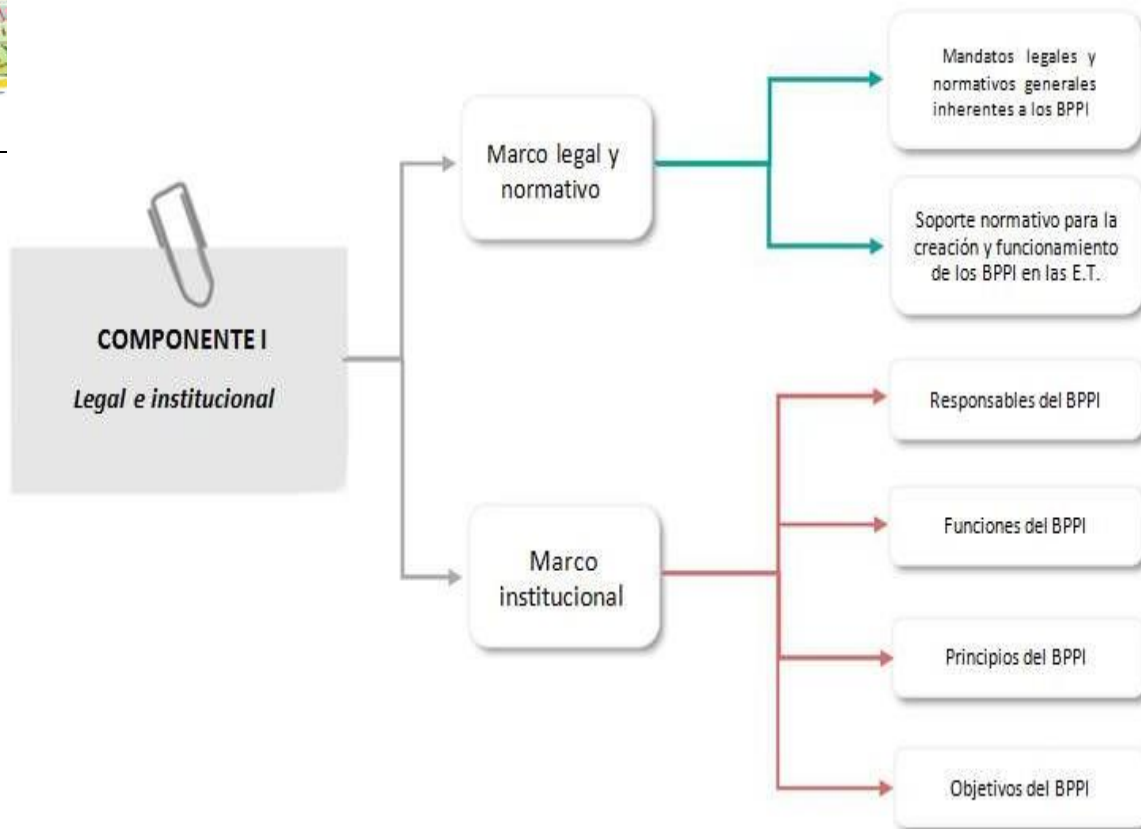 COMPONENTE I
Legal e institucional
Marco legal y
normativo
Mandatos legales y
normativos generales
inherentes a los BPPI
Soporte normativo para la
creación y funcionamiento
de los BPPI en las E.T.
Marco
institucional
Responsables del BPPI
Funciones del BPPI
Principios del BPPI
Objetivos del BPPI